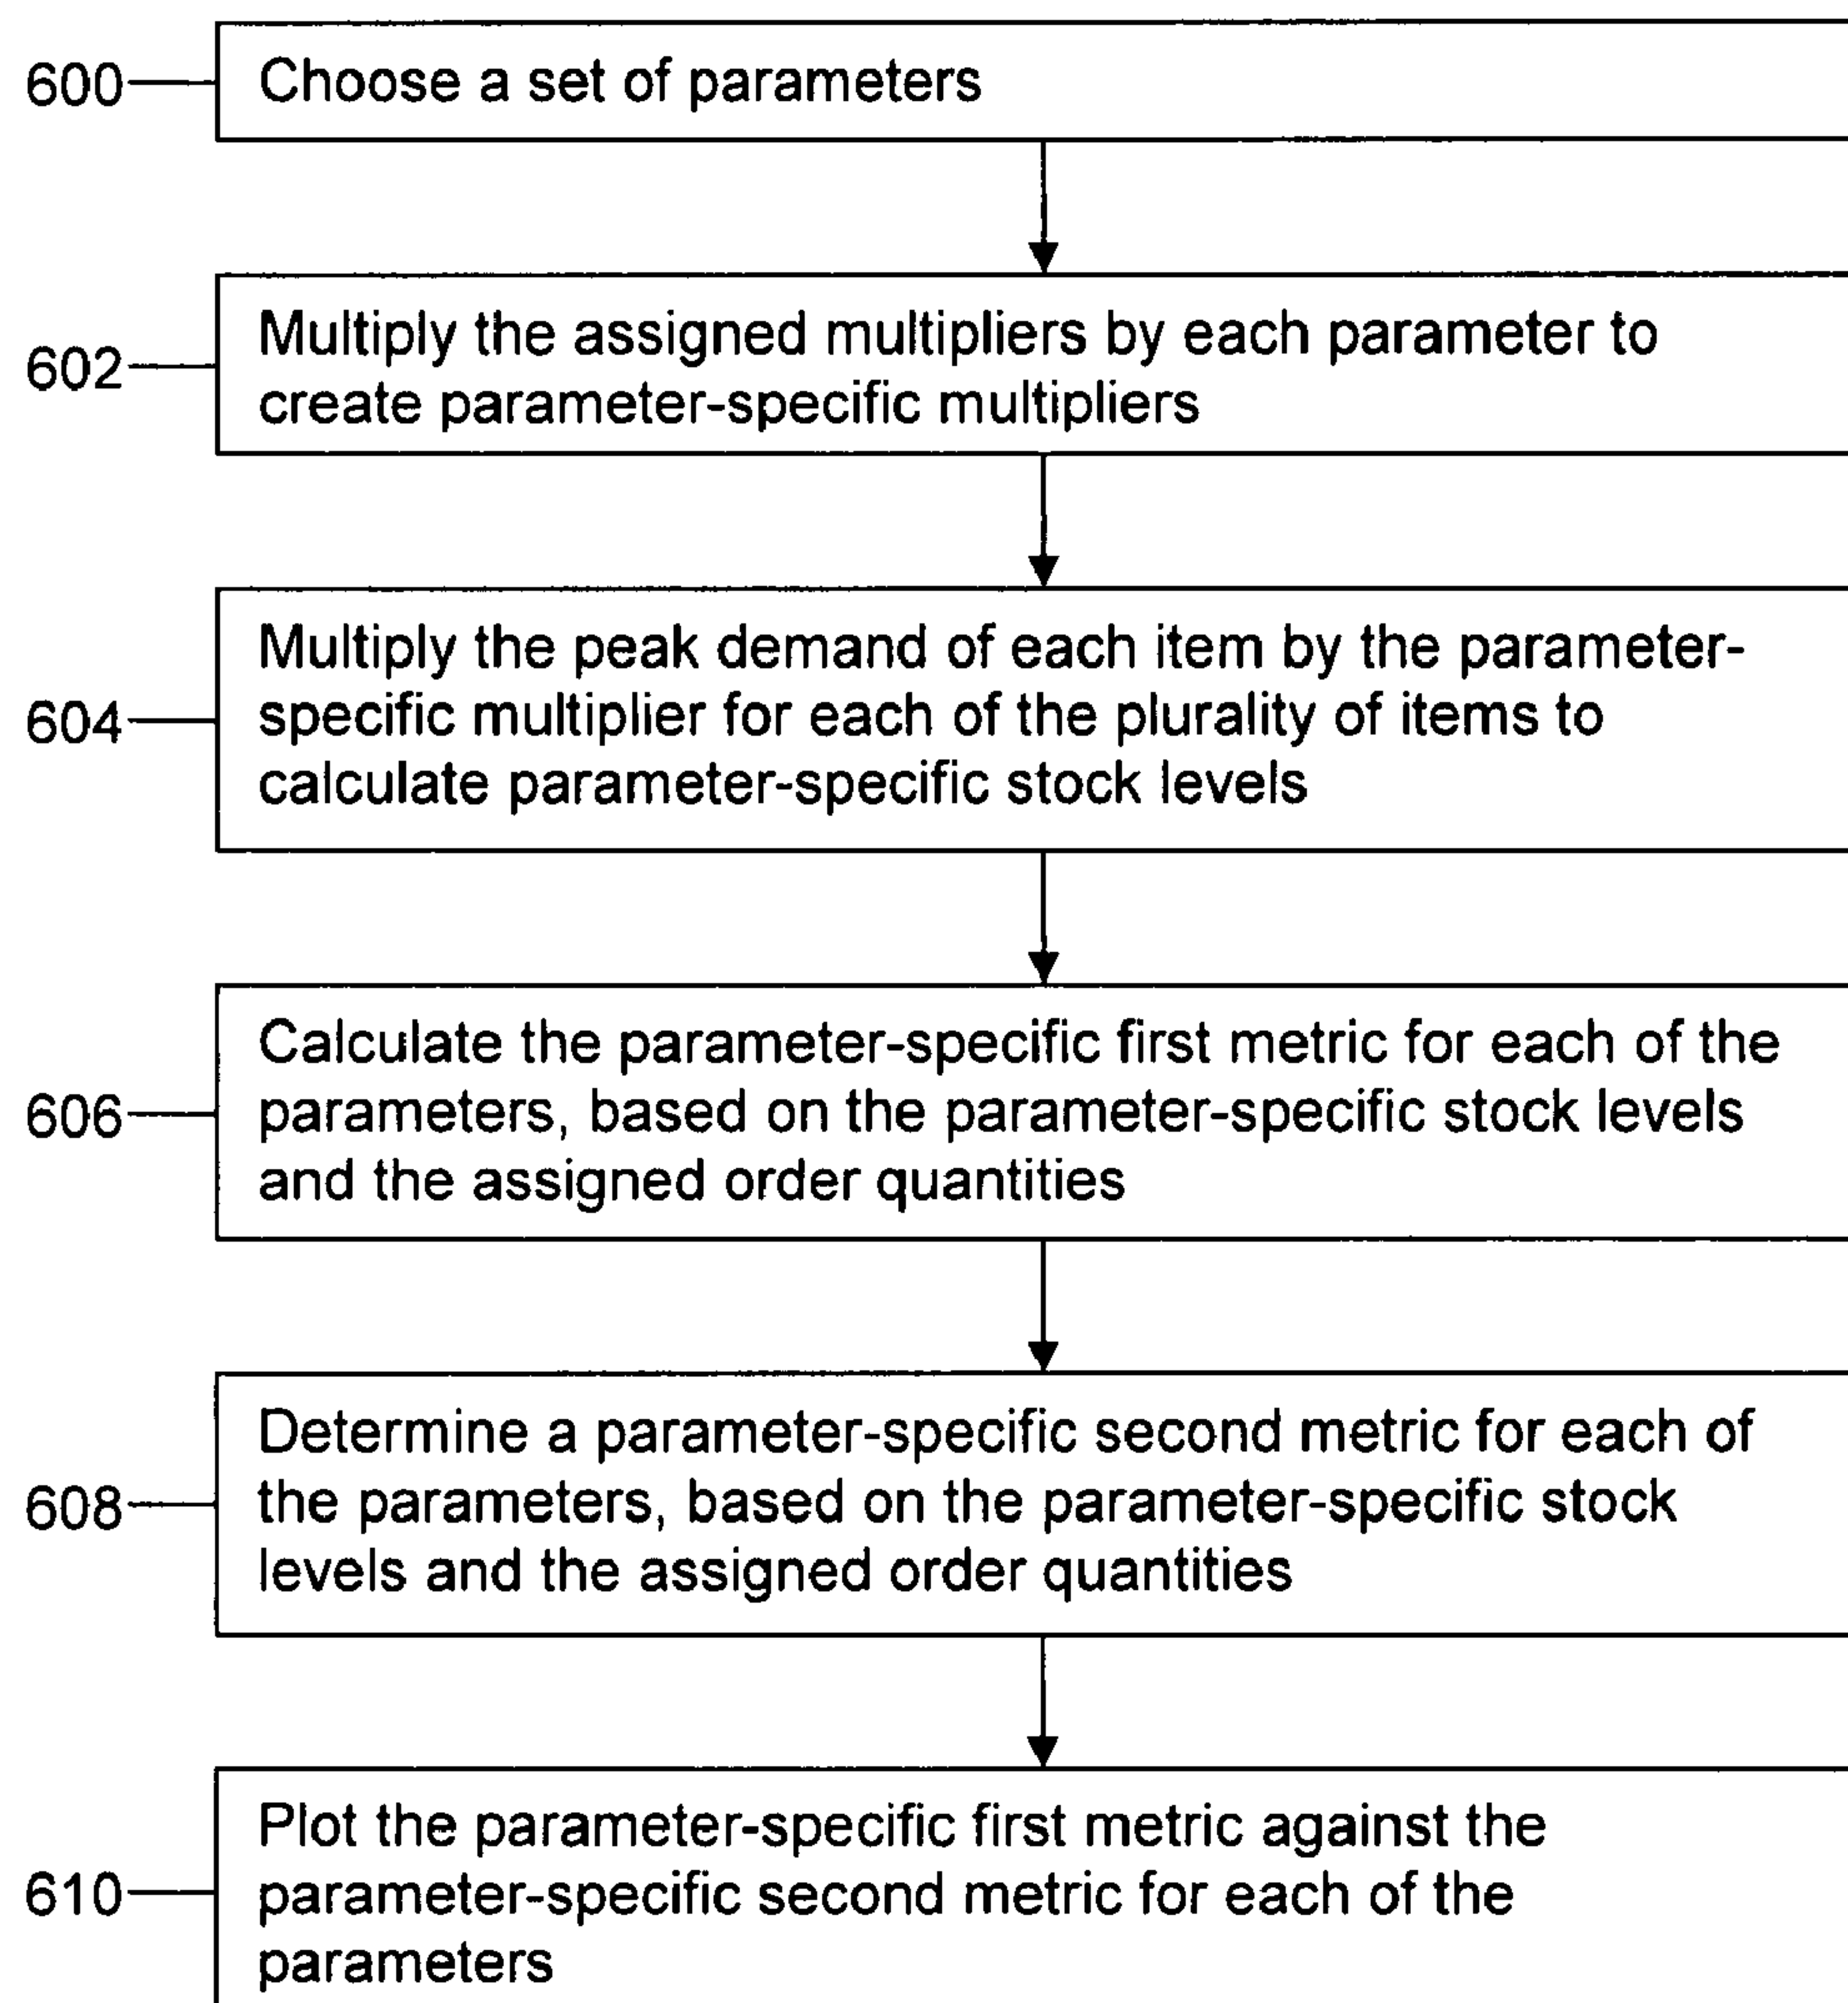 600
Choose a set of parameters
602
Multiply the assigned multipliers by each parameter to
create parameter-specific multipliers
604
Multiply the peak demand of each item by the parameter-
specific multiplier for each of the plurality of items to
calculate parameter-specific stock levels
606
Calculate the parameter-specific first metric for each of the
parameters, based on the parameter-specific stock levels
and the assigned order quantities
608
Determine a parameter-specific second metric for each of
the parameters, based on the parameter-specific stock
levels and the assigned order quantities
610
Plot the parameter-specific first metric against the
parameter-specific second metric for each of the
parameters